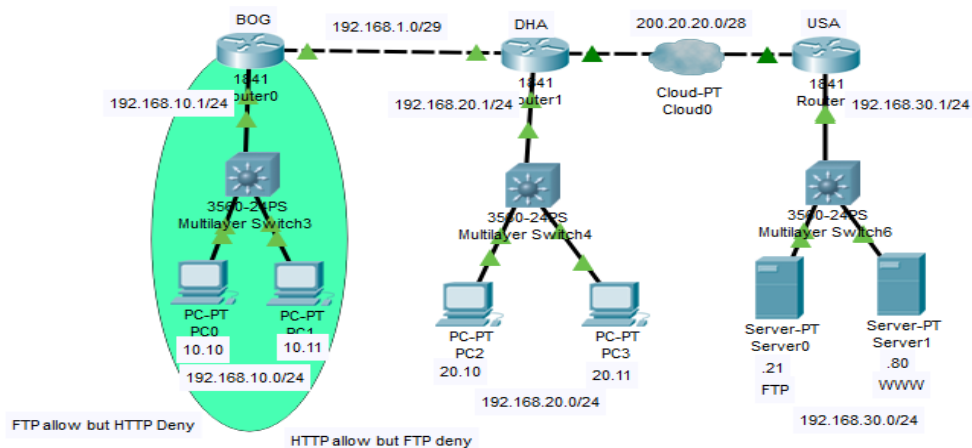 BOG
192.168.1.0/29
DHA
200.20.20.0/28
USA
1841
192.168.10.1/24
1841
192.168.20.1/24
Cloud-PT
Cloud0
1841
Router
192.168.30.1/24
3560-24PS
Multilayer Switch3
3560-24PS
Multilayer Switch4
3560-24PS
Multilayer Switch6
PC-PT
PC0
10.10
PC-PT
PC1
10.11
192.168.10.0/24
PC-PT
PC2
20.10
PC-PT
PC3
20.11
192.168.20.0/24
Server-PT
Server0
.21
FTP
Server-PT
Server1
.80
WWW
192.168.30.0/24
FTP allow but HTTP Deny
HTTP allow but FTP deny